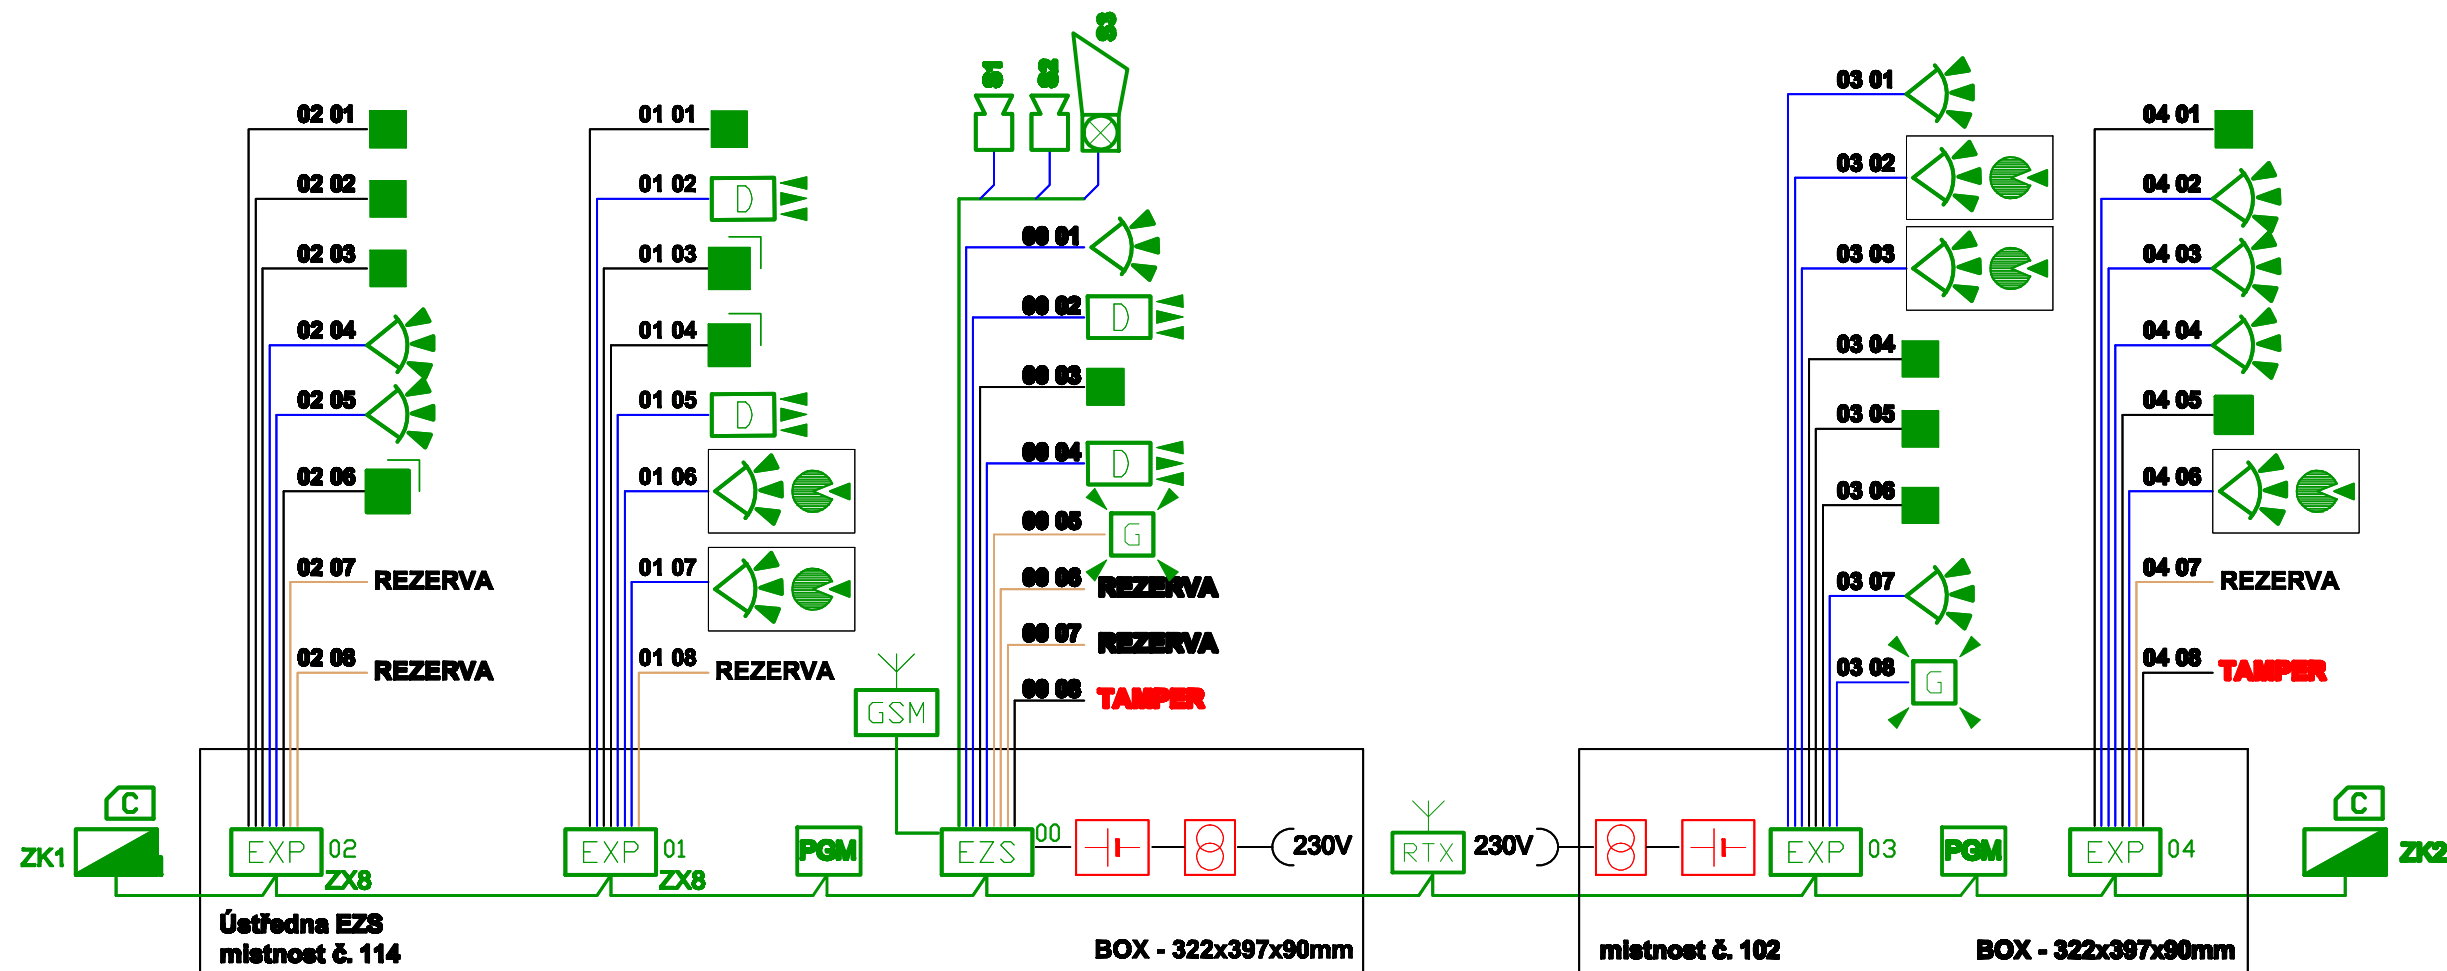 S1
S2
S3
02 01
02 02
02 03
02 04
02 05
02 06
02 07 REZERVA
02 08 REZERVA
01 01
01 02 D
01 03
01 04
01 05 D
01 06
01 07
01 08 REZERVA
00 01
00 02 D
00 03
00 04 D
00 05 G
00 06 REZERVA
00 07 REZERVA
00 08 TAMPER
03 01
03 02
03 03
03 04
03 05
03 06
03 07
03 08 G
04 01
04 02
04 03
04 04
04 05
04 06
04 07 REZERVA
04 08 TAMPER
GSM
C
ZK1
EXP 02
ZX8
EXP 01
ZX8
PGM
EZS 00
230V
RTX
230V
EXP 03
PGM
EXP 04
C
ZK2
Ústředna EZS
místnost č. 114
BOX - 322x397x90mm
místnost č. 102
BOX - 322x397x90mm